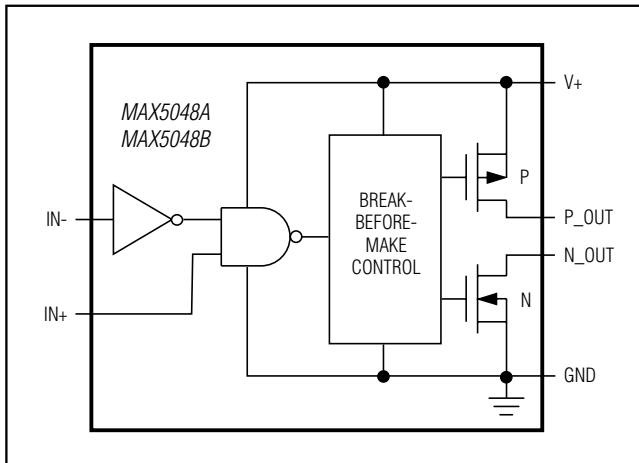 MAX5048A
MAX5048B
V+
P
BREAK-
BEFORE-
MAKE
CONTROL
IN-
P_OUT
N_OUT
N
IN+
GND